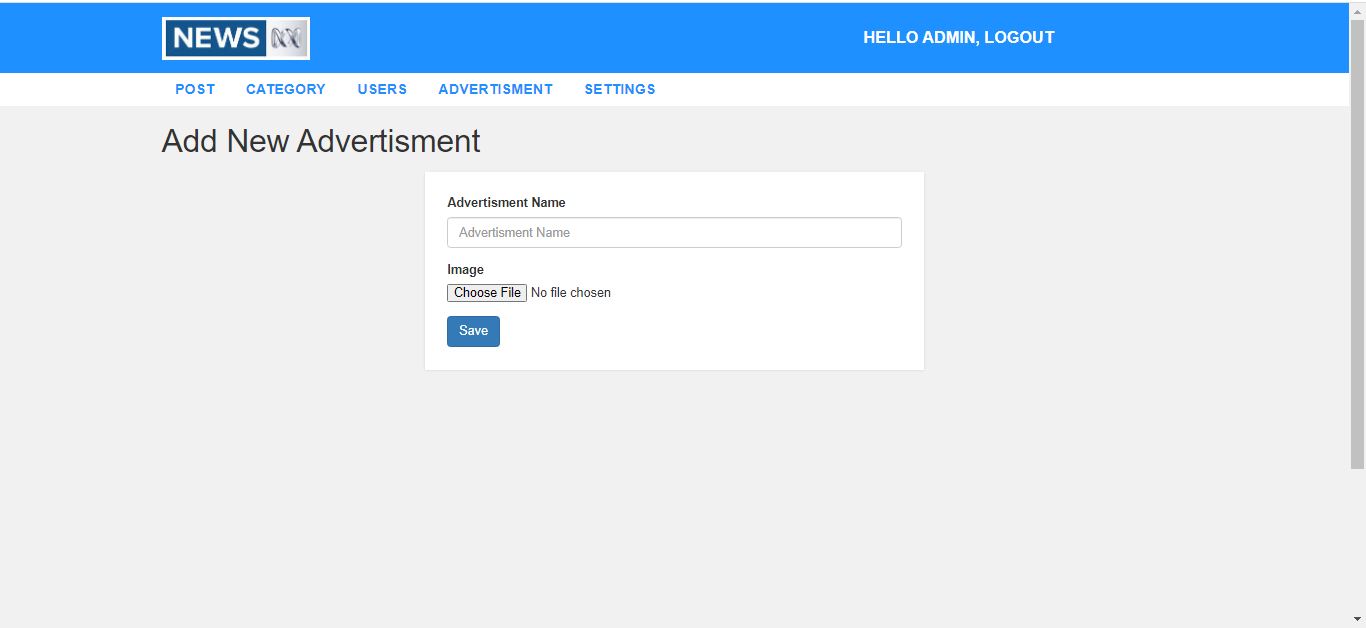 NEWS
HELLO ADMIN, LOGOUT
POST CATEGORY USERS ADVERTISMENT SETTINGS
Add New Advertisment
Advertisment Name
Advertisment Name
Image
Choose File No file chosen
Save